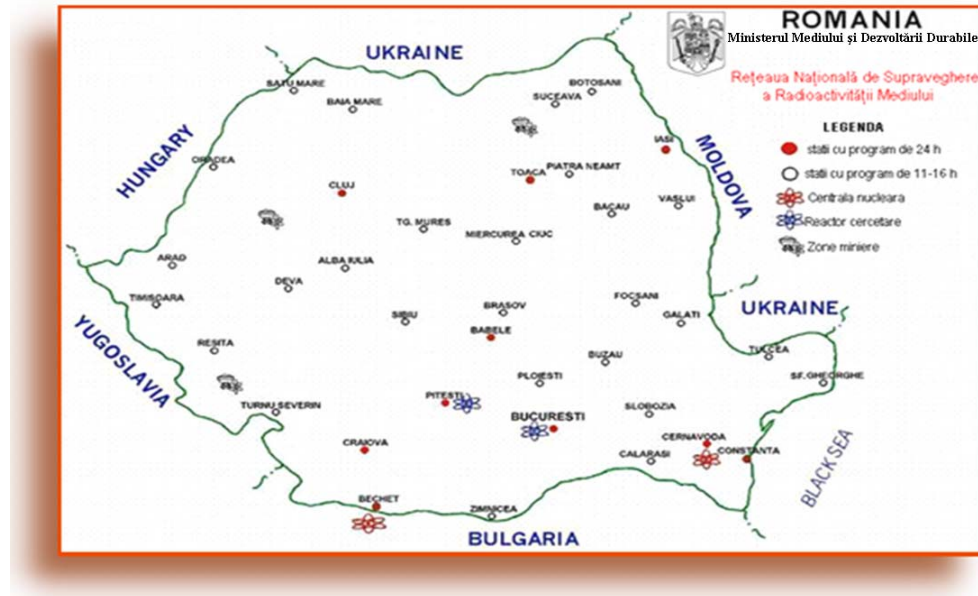 ROMANIA
Ministerul Mediului și Dezvoltării Durabile
Rețeaua Națională de Supraveghere
a Radioactivității Mediului
LEGENDA
statii cu program de 24 h
statii cu program de 11-16 h
Centrala nucleara
Reactor cercetare
Zone miniere
UKRAINE
HUNGARY
MOLDOVA
UKRAINE
YUGOSLAVIA
BLACK SEA
BULGARIA
SATU MARE
BAIA MARE
BOTOSANI
SUCEAVA
IASI
ORADEA
CLUJ
TOACA
PIATRA NEAMT
BACAU
VASLUI
TG. MURES
MIERCUREA CIUC
ARAD
ALBA IULIA
DEVA
TIMISOARA
SIBIU
BRASOV
BABELE
FOCSANI
GALATI
RESITA
BUZAU
TULCEA
PLOIESTI
SF. GHEORGHE
TURNU SEVERIN
PITESTI
BUCURESTI
SLOBOZIA
CRAIOVA
CERNAVODA
CONSTANTA
CALARASI
BECHET
ZIMNICEA